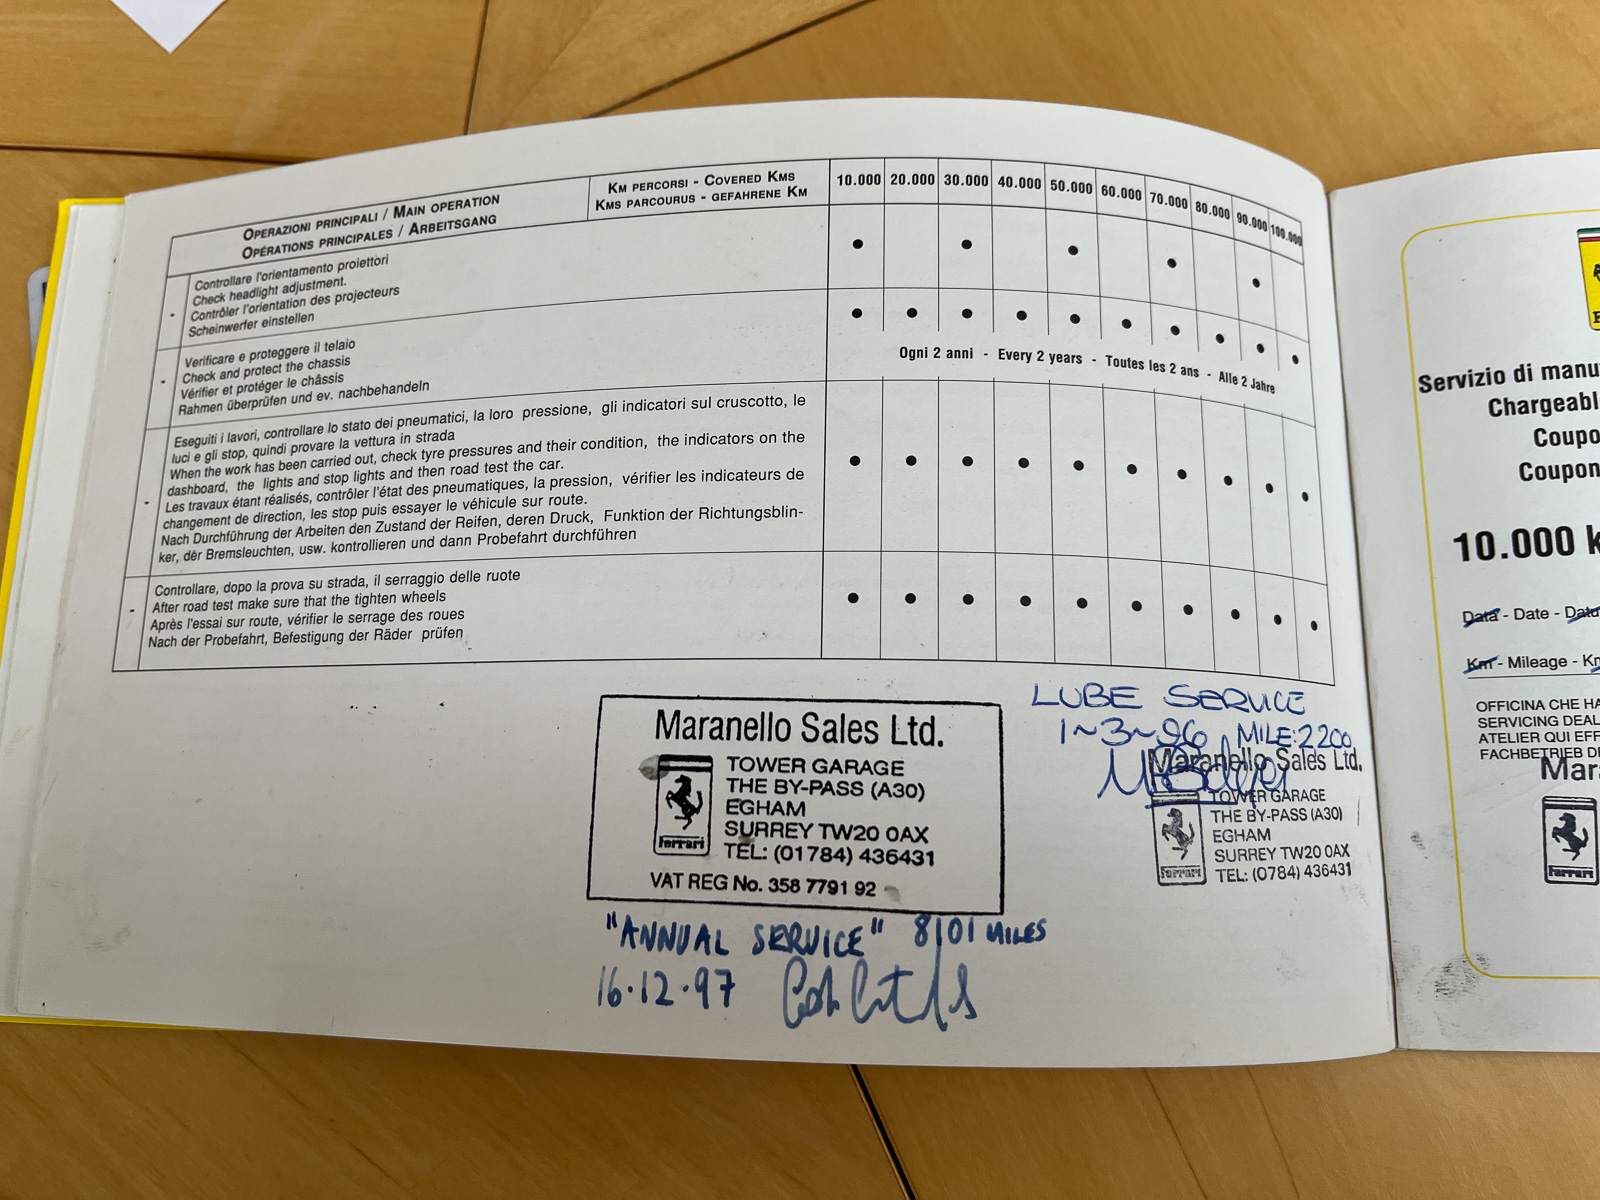 OPERAZIONI PRINCIPALI / MAIN OPERATION
OPÉRATIONS PRINCIPALES / ARBEITSGANG
KM PERCORSI - COVERED KMS
KMS PARCOURUS - GEFAHRENE KM
10.000 20.000 30.000 40.000 50.000 60.000 70.000 80.000 90.000 100.000
- Controllare l'orientamento proiettori
Check headlight adjustment.
Contrôler l'orientation des projecteurs
Scheinwerfer einstellen
- Verificare e proteggere il telaio
Check and protect the chassis
Vérifier et protéger le châssis
Rahmen überprüfen und ev. nachbehandeln
Ogni 2 anni - Every 2 years - Toutes les 2 ans - Alle 2 Jahre
- Eseguiti i lavori, controllare lo stato dei pneumatici, la loro pressione, gli indicatori sul cruscotto, le
luci e gli stop, quindi provare la vettura in strada
When the work has been carried out, check tyre pressures and their condition, the indicators on the
dashboard, the lights and stop lights and then road test the car.
Les travaux étant réalisés, contrôler l'état des pneumatiques, la pression, vérifier les indicateurs de
changement de direction, les stop puis essayer le véhicule sur route.
Nach Durchführung der Arbeiten den Zustand der Reifen, deren Druck, Funktion der Richtungsblin-
ker, der Bremsleuchten, usw. kontrollieren und dann Probefahrt durchführen
- Controllare, dopo la prova su strada, il serraggio delle ruote
After road test make sure that the tighten wheels
Après l'essai sur route, vérifier le serrage des roues
Nach der Probefahrt, Befestigung der Räder prüfen
Maranello Sales Ltd.
TOWER GARAGE
THE BY-PASS (A30)
EGHAM
SURREY TW20 0AX
TEL: (01784) 436431
Ferrari
VAT REG No. 358 7791 92
"ANNUAL SERVICE" 8101 MILES
16.12.97
LUBE SERVICE
1~3~96 MILE: 2200
Maranello Sales Ltd.
TOWER GARAGE
THE BY-PASS (A30)
EGHAM
SURREY TW20 0AX
TEL: (0784) 436431
Ferrari
Servizio di manu
Chargeabl
Coupo
Coupon
10.000 k
Data - Date - Datu
Km - Mileage - Km
OFFICINA CHE HA
SERVICING DEAL
ATELIER QUI EFF
FACHBETRIEB D
Mar
Ferrari